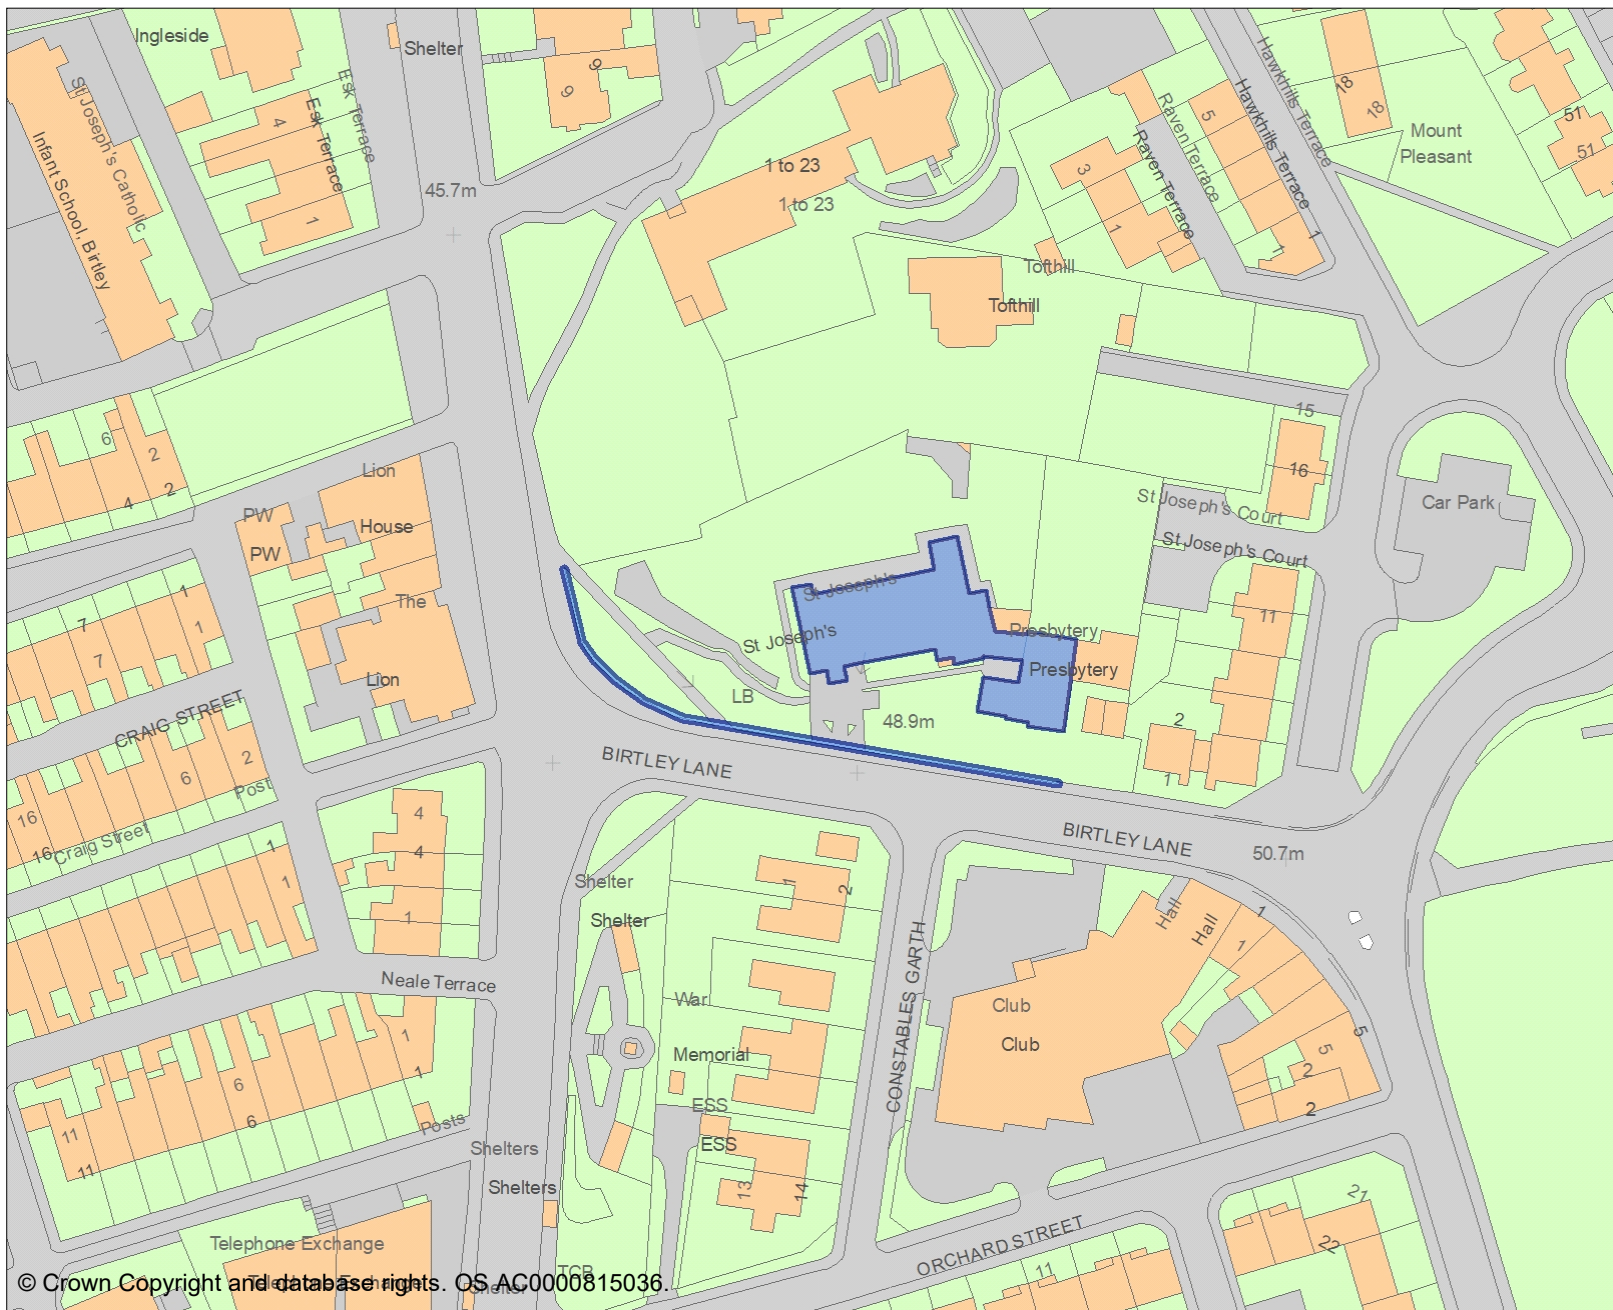 Ingleside
Shelter
9
9
18
18
51
51
Mount
Pleasant
Hawkhills Terrace
Hawkhills Terrace
Raven Terrace
Raven Terrace
5
3
1
1
1
St Joseph's Catholic
Infant School, Birtley
Esk Terrace
Esk Terrace
4
1
45.7m
1 to 23
1 to 23
Tofthill
Tofthill
15
16
St Joseph's Court
St Joseph's Court
Car Park
6
2
2
4
Lion
PW
House
PW
The
Lion
7
7
1
1
CRAIG STREET
St Joseph's
St Joseph's
Presbytery
Presbytery
11
LB
48.9m
2
1
BIRTLEY LANE
BIRTLEY LANE
50.7m
2
6
Post
16
16
Craig Street
1
1
4
4
1
Shelter
Shelter
1
2
Neale Terrace
War
Memorial
CONSTABLES GARTH
Club
Club
Hall
Hall
1
1
5
5
2
2
1
1
6
6
11
11
Posts
Shelters
Shelters
ESS
ESS
13
14
21
22
ORCHARD STREET
11
Telephone Exchange
Telephone Exchange
TCB
Shelter
© Crown Copyright and database rights. OS AC0000815036.